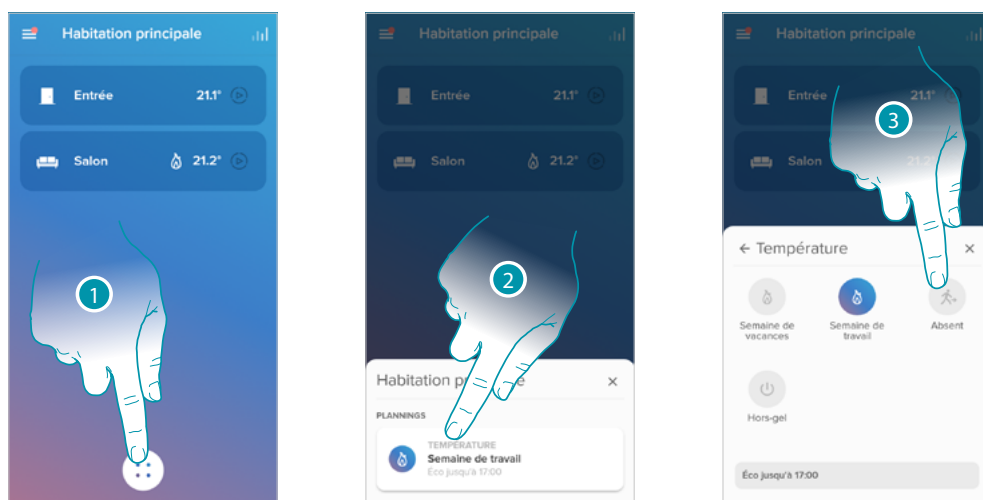 Habitation principale
Entrée 21.1°
Salon 21.2°
1
Habitation principale
Entrée 21.1°
Salon 21.2°
2
Habitation p e
PLANNINGS
TEMPÉRATURE
Semaine de travail
Éco jusqu'à 17:00
Habitation principale
Entrée 21.1°
3
Salon 21.2
Température
Semaine de
vacances
Semaine de
travail
Absent
Hors-gel
Éco jusqu'à 17:00